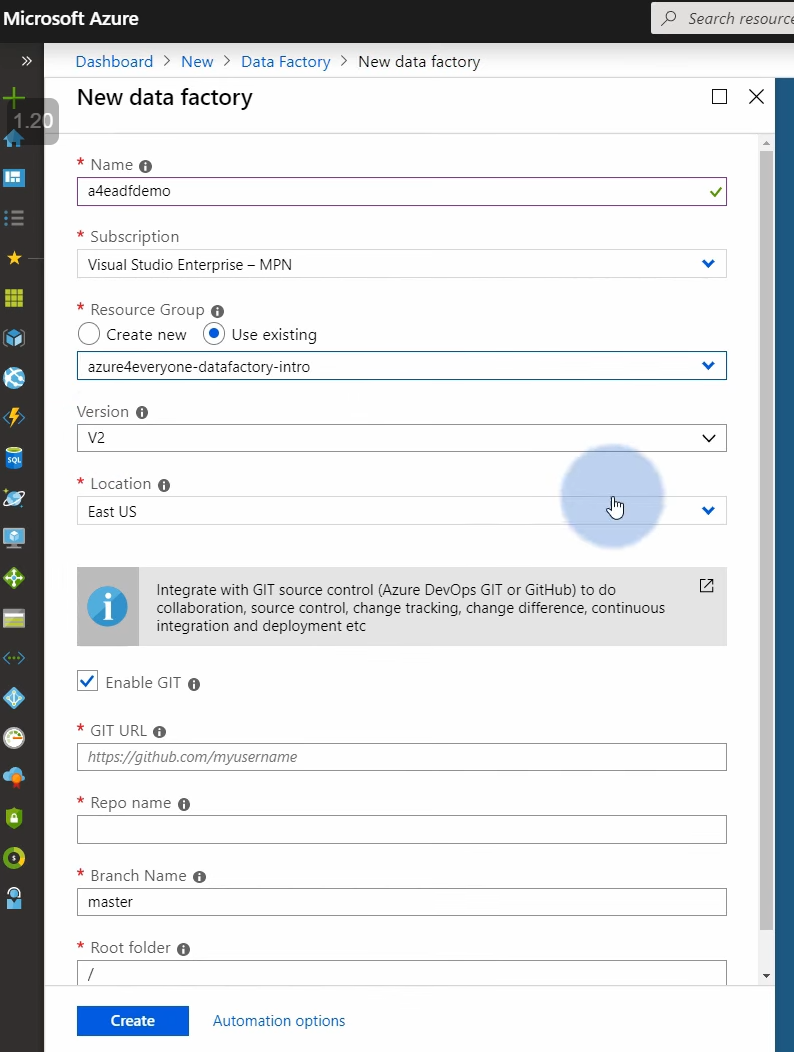 Microsoft Azure
Search resource
Dashboard > New > Data Factory > New data factory
New data factory
1.20
* Name
a4eadfdemo
* Subscription
Visual Studio Enterprise – MPN
* Resource Group
Create new Use existing
azure4everyone-datafactory-intro
Version
V2
* Location
East US
Integrate with GIT source control (Azure DevOps GIT or GitHub) to do
collaboration, source control, change tracking, change difference, continuous
integration and deployment etc
Enable GIT
* GIT URL
https://github.com/myusername
* Repo name
* Branch Name
master
* Root folder
/
Create Automation options